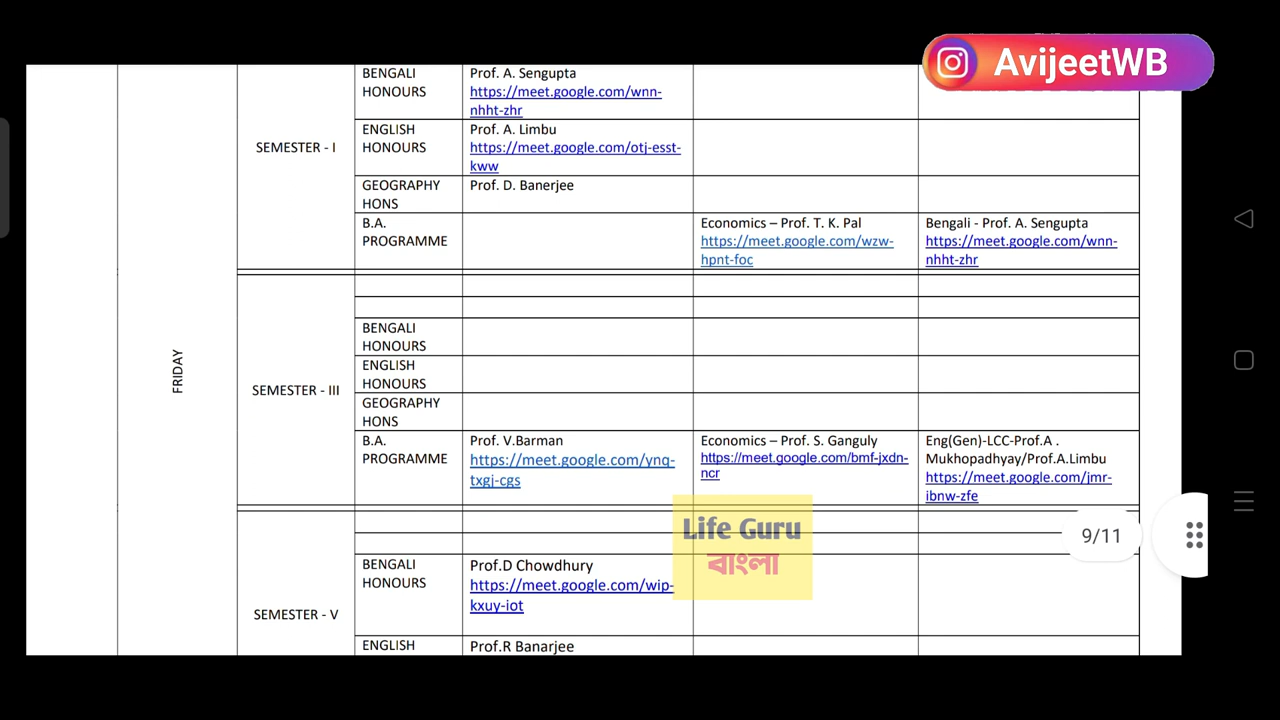 AvijeetWB
BENGALI
HONOURS
Prof. A. Sengupta
https://meet.google.com/wnn-
nhht-zhr
SEMESTER - I
ENGLISH
HONOURS
Prof. A. Limbu
https://meet.google.com/otj-esst-
kww
GEOGRAPHY
HONS
Prof. D. Banerjee
B.A.
PROGRAMME
Economics – Prof. T. K. Pal
https://meet.google.com/wzw-
hpnt-foc
Bengali - Prof. A. Sengupta
https://meet.google.com/wnn-
nhht-zhr
FRIDAY
SEMESTER - III
BENGALI
HONOURS
ENGLISH
HONOURS
GEOGRAPHY
HONS
B.A.
PROGRAMME
Prof. V.Barman
https://meet.google.com/ynq-
txgj-cgs
Economics – Prof. S. Ganguly
https://meet.google.com/bmf-jxdn-
ncr
Eng(Gen)-LCC-Prof.A .
Mukhopadhyay/Prof.A.Limbu
https://meet.google.com/jmr-
ibnw-zfe
Life Guru
বাংলা
9/11
SEMESTER - V
BENGALI
HONOURS
Prof.D Chowdhury
https://meet.google.com/wip-
kxuy-iot
ENGLISH
Prof.R Banarjee